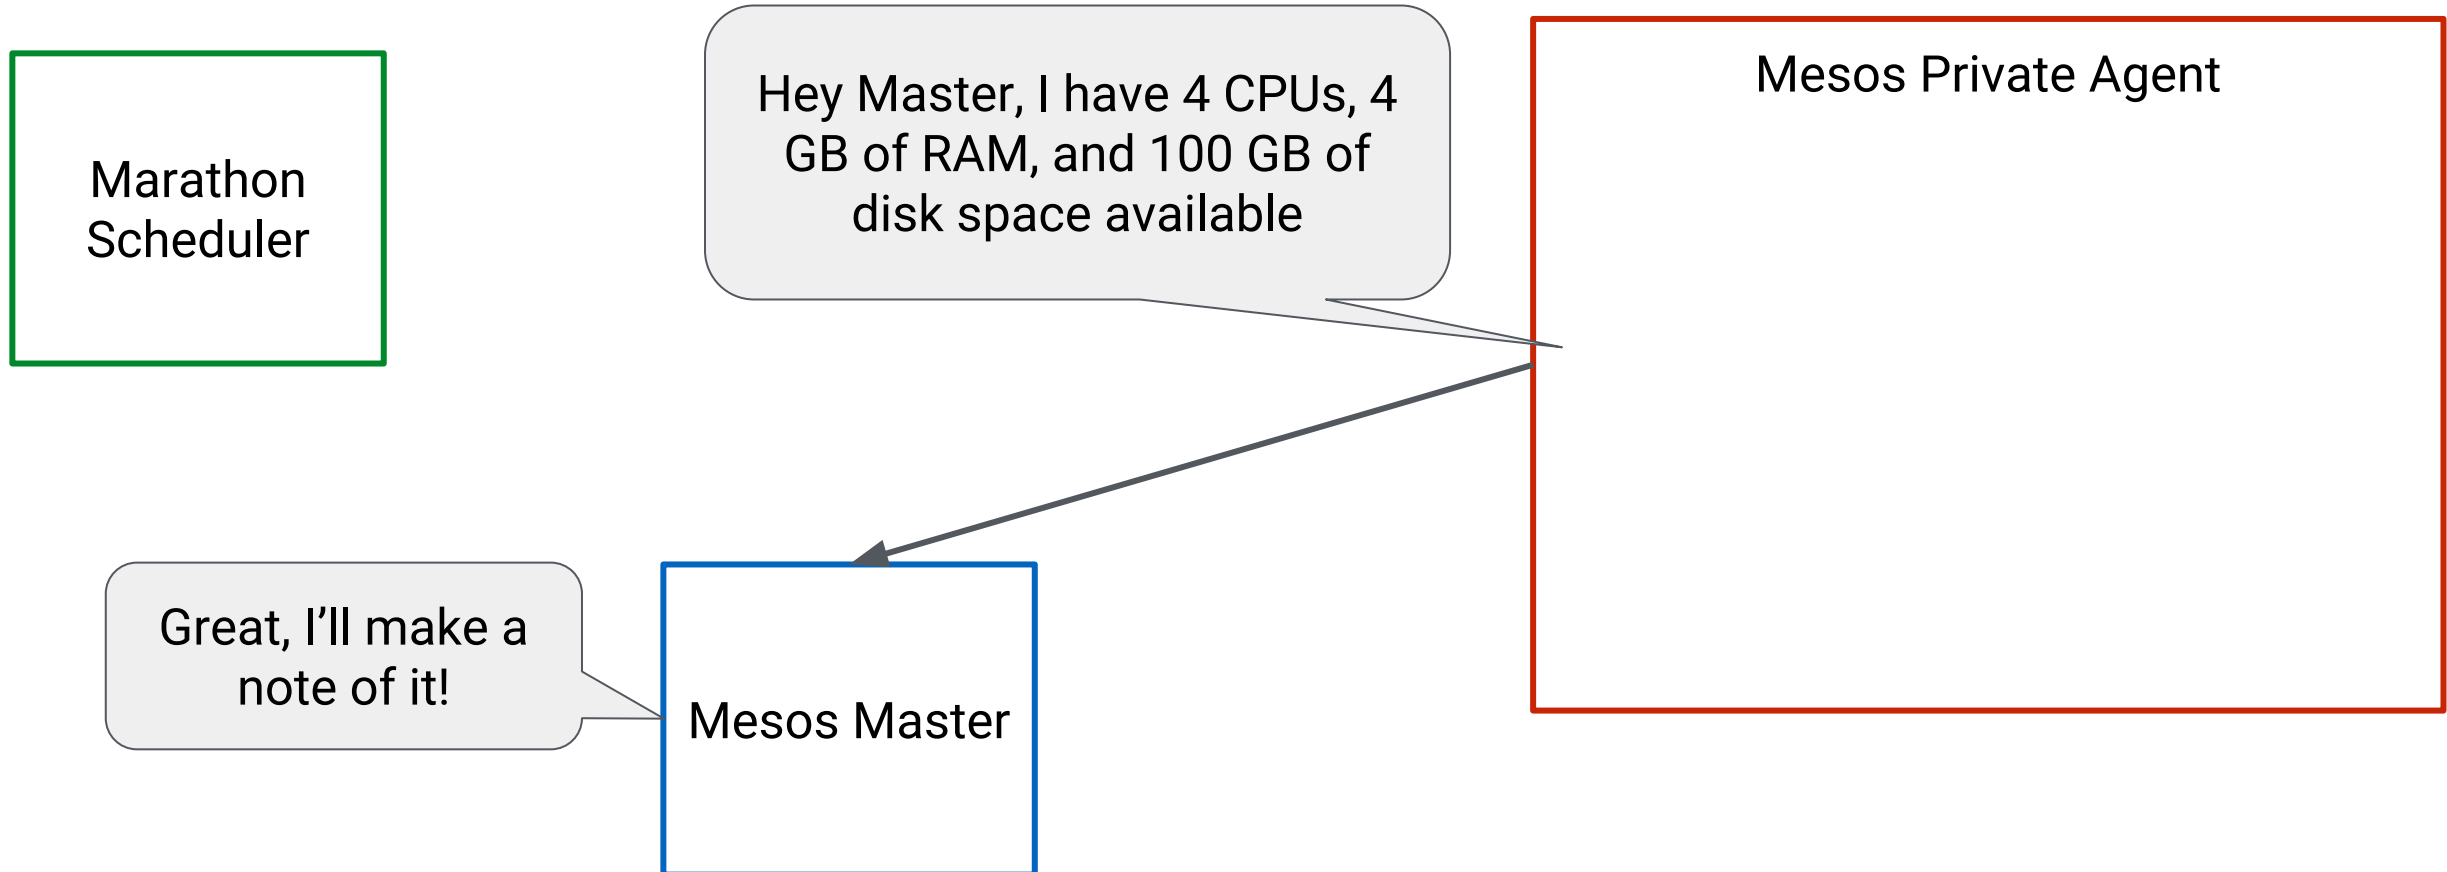 Marathon
Scheduler
Hey Master, I have 4 CPUs, 4
GB of RAM, and 100 GB of
disk space available
Mesos Private Agent
Great, I’ll make a
note of it!
Mesos Master